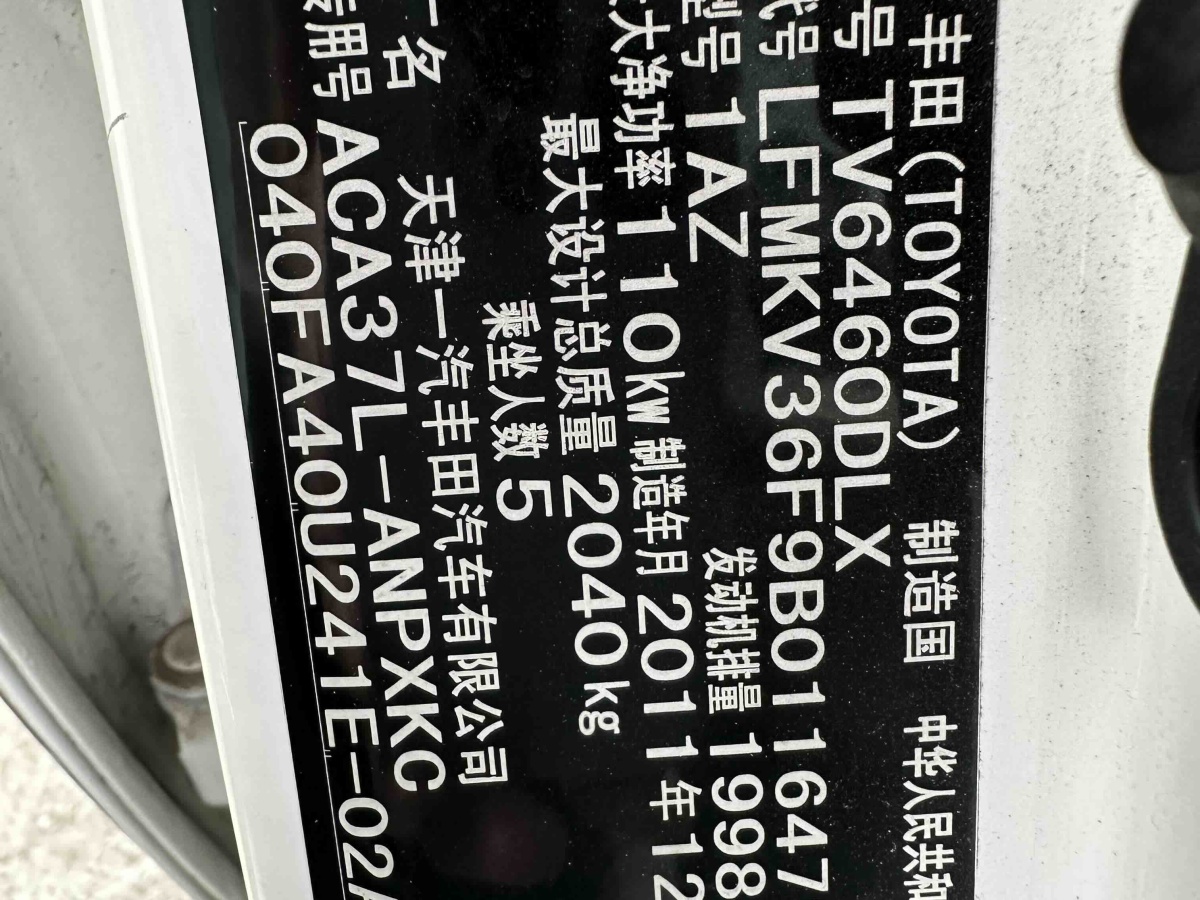 丰田(TOYOTA) 制造国 中华人民共和
号 TV6460DLX
代号 LFMKV36F9B011647
型号 1AZ 发动机排量 1998
大净功率 110kW 制造年月 2011年12
最大设计总质量 2040kg
乘坐人数 5
厂名 天津一汽丰田汽车有限公司
用号 ACA37L-ANPXKC
040FA40U241E-02A